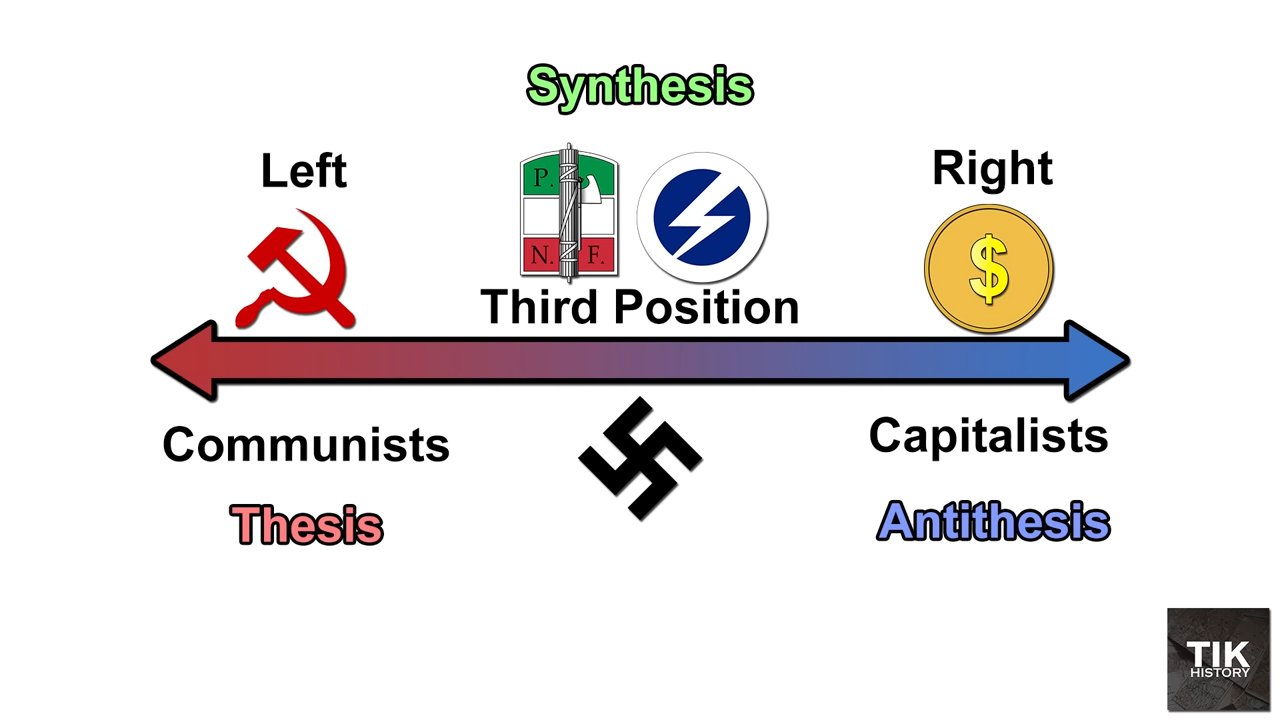 Synthesis
Left
Right
P.
N. F.
$
Third Position
Communists
Capitalists
Thesis
Antithesis
TIK
HISTORY